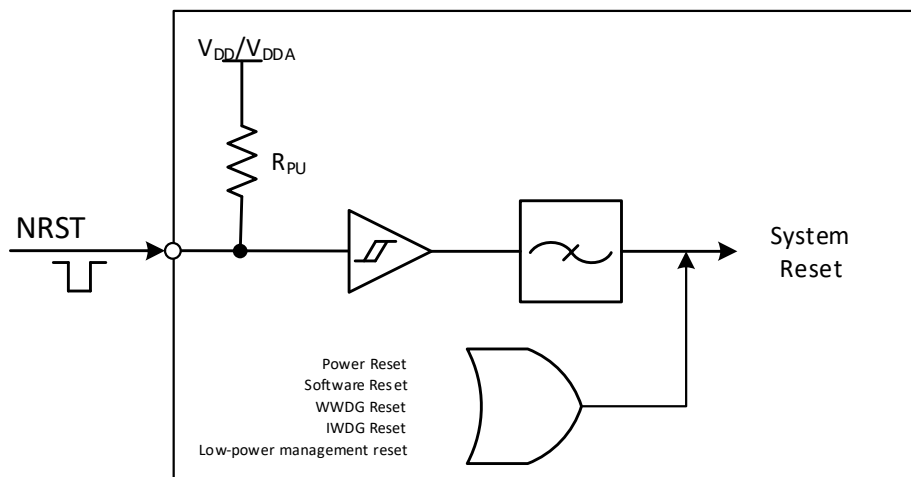 VDD/VDDA
RPU
NRST
System
Reset
Power Reset
Software Reset
WWDG Reset
IWDG Reset
Low-power management reset